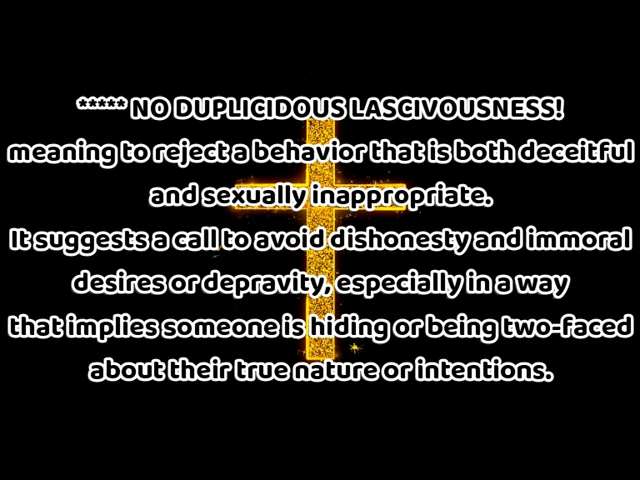 ***** NO DUPLICIDOUS LASCIVOUSNESS!
meaning to reject a behavior that is both deceitful
and sexually inappropriate.
It suggests a call to avoid dishonesty and immoral
desires or depravity, especially in a way
that implies someone is hiding or being two-faced
about their true nature or intentions.